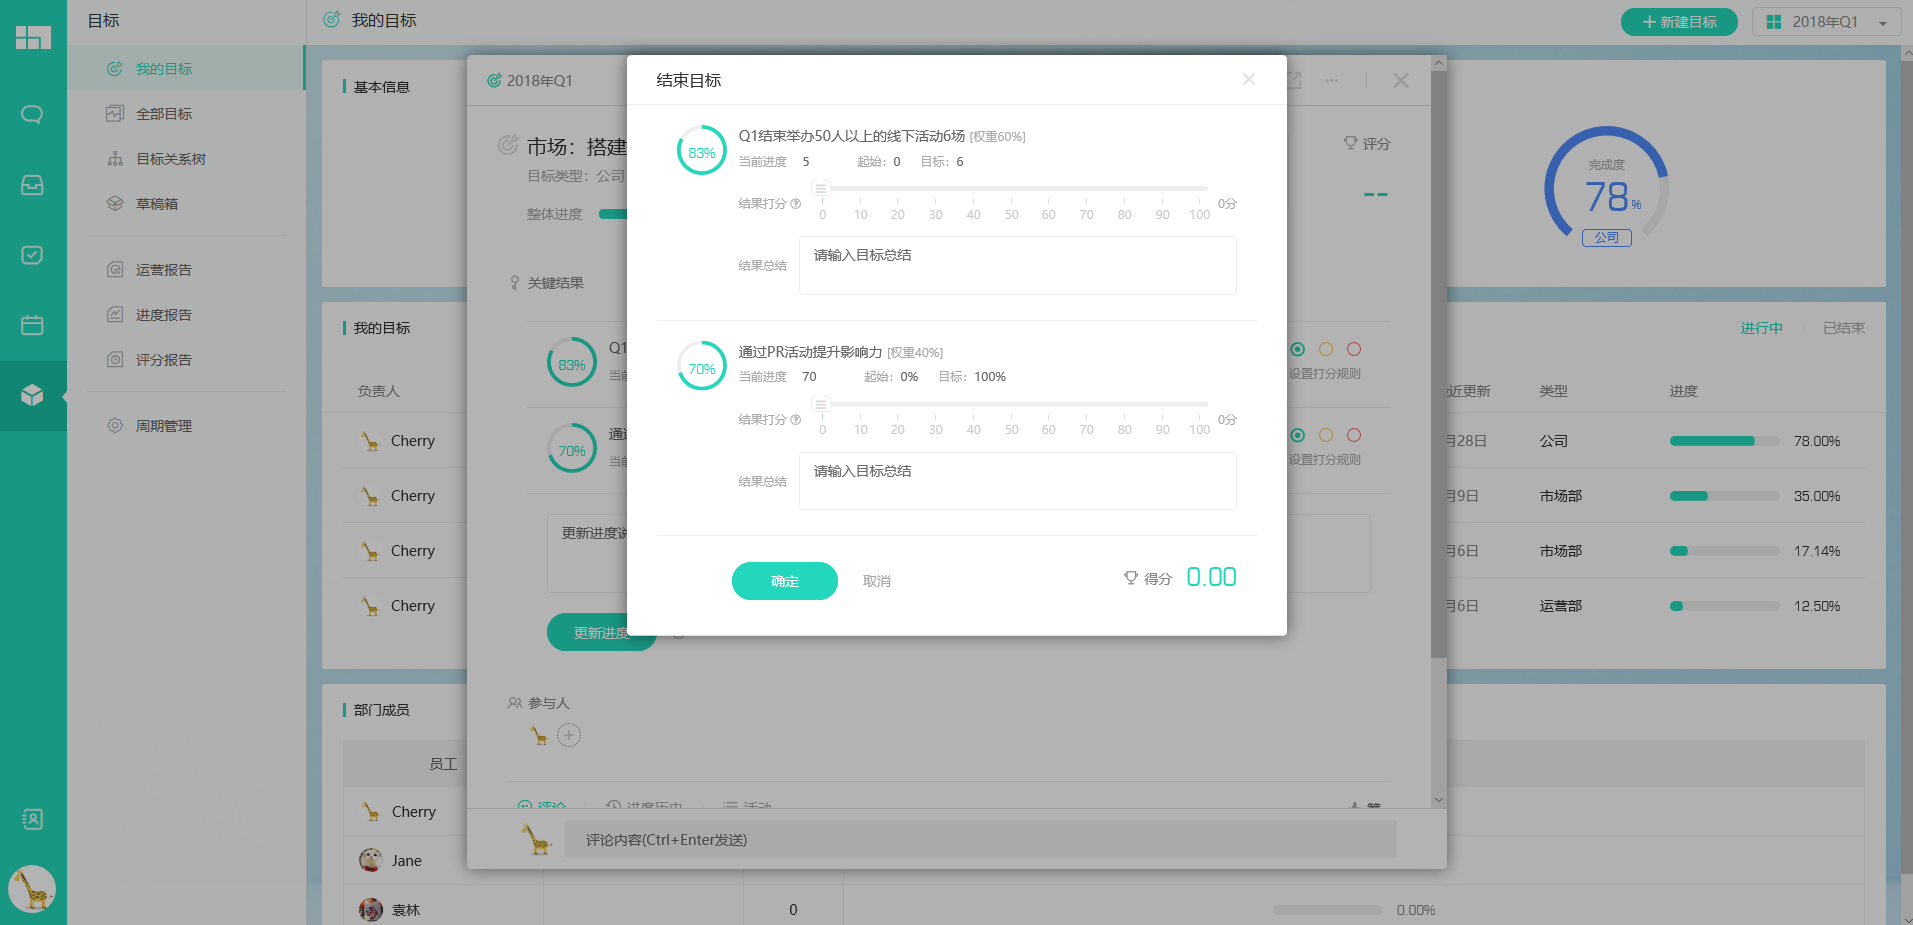 目标
我的目标
新建目标
2018年Q1
我的目标
全部目标
目标关系树
草稿箱
运营报告
进度报告
评分报告
周期管理
基本信息
完成度
78%
公司
我的目标
进行中
已结束
负责人
近更新
类型
进度
Cherry
月28日
公司
78.00%
Cherry
月9日
市场部
35.00%
Cherry
月6日
市场部
17.14%
Cherry
月6日
运营部
12.50%
部门成员
员工
Cherry
Jane
袁林
0
0.00%
2018年Q1
市场：搭建
目标类型：公司
整体进度
评分
--
关键结果
83%
Q1
当前
设置打分规则
70%
通过
当前
设置打分规则
更新进度说
更新进度
参与人
评论
进度历史
活动
赞
评论内容(Ctrl+Enter发送)
结束目标
83%
Q1结束举办50人以上的线下活动6场 [权重60%]
当前进度 5 起始：0 目标：6
结果打分
0 10 20 30 40 50 60 70 80 90 100
0分
结果总结
请输入目标总结
70%
通过PR活动提升影响力 [权重40%]
当前进度 70 起始：0% 目标：100%
结果打分
0 10 20 30 40 50 60 70 80 90 100
0分
结果总结
请输入目标总结
确定
取消
得分 0.00